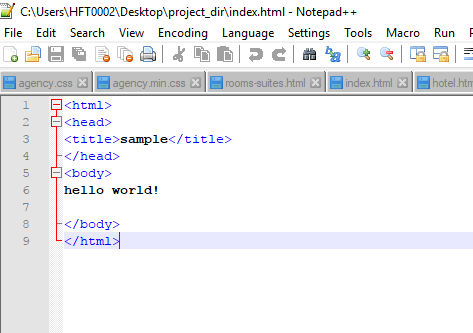 C:\Users\HFT0002\Desktop\project_dir\index.html - Notepad++
File Edit Search View Encoding Language Settings Tools Macro Run
agency.css agency.min.css rooms-suites.html index.html hotel.htm
1 <html>
2 <head>
3 <title>sample</title>
4 </head>
5 <body>
6 hello world!
7
8 </body>
9 </html>